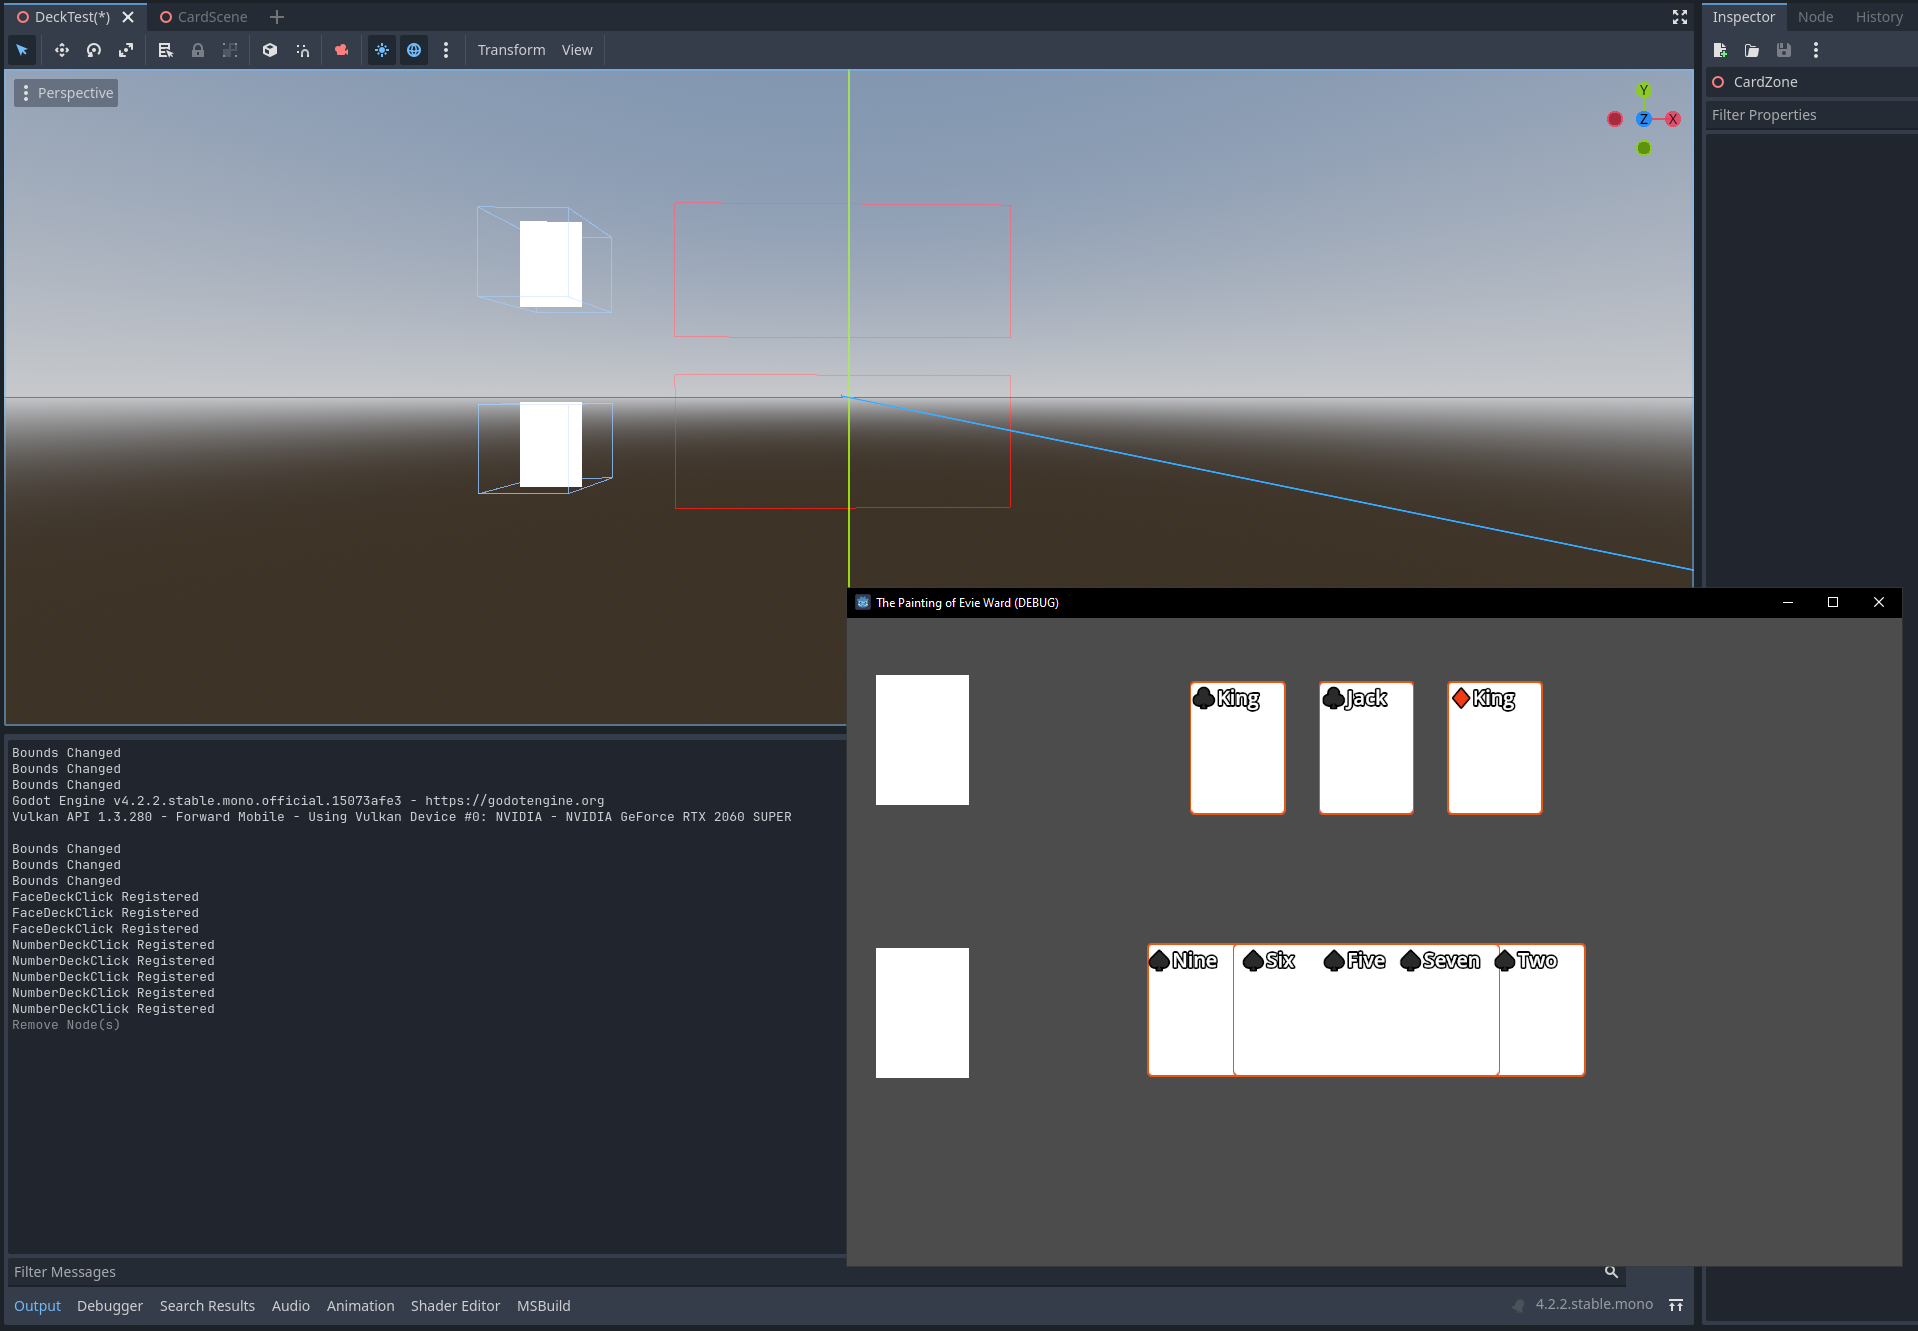 DeckTest(*)
CardScene
Inspector
Node
History
Transform
View
CardZone
Perspective
Y
Z
X
Filter Properties
The Painting of Evie Ward (DEBUG)
King
Jack
King
Bounds Changed
Bounds Changed
Bounds Changed
Godot Engine v4.2.2.stable.mono.official.15073afe3 - https://godotengine.org
Vulkan API 1.3.280 - Forward Mobile - Using Vulkan Device #0: NVIDIA - NVIDIA GeForce RTX 2060 SUPER
Bounds Changed
Bounds Changed
Bounds Changed
FaceDeckClick Registered
FaceDeckClick Registered
FaceDeckClick Registered
NumberDeckClick Registered
NumberDeckClick Registered
NumberDeckClick Registered
NumberDeckClick Registered
NumberDeckClick Registered
Remove Node(s)
Nine
Six
Five
Seven
Two
Filter Messages
Output
Debugger
Search Results
Audio
Animation
Shader Editor
MSBuild
4.2.2.stable.mono